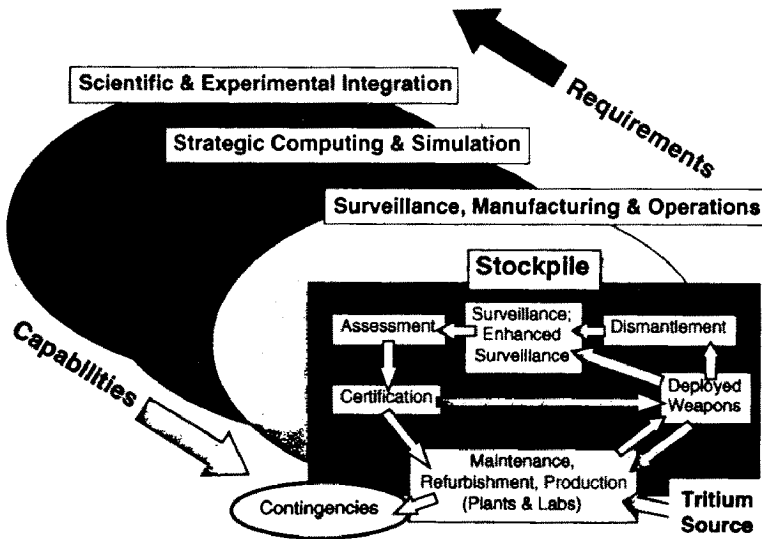 Scientific & Experimental Integration
Requirements
Strategic Computing & Simulation
Surveillance, Manufacturing & Operations
Stockpile
Assessment
Surveillance;
Enhanced
Surveillance
Dismantlement
Capabilities
Certification
Deployed
Weapons
Maintenance,
Refurbishment, Production
(Plants & Labs)
Contingencies
Tritium
Source